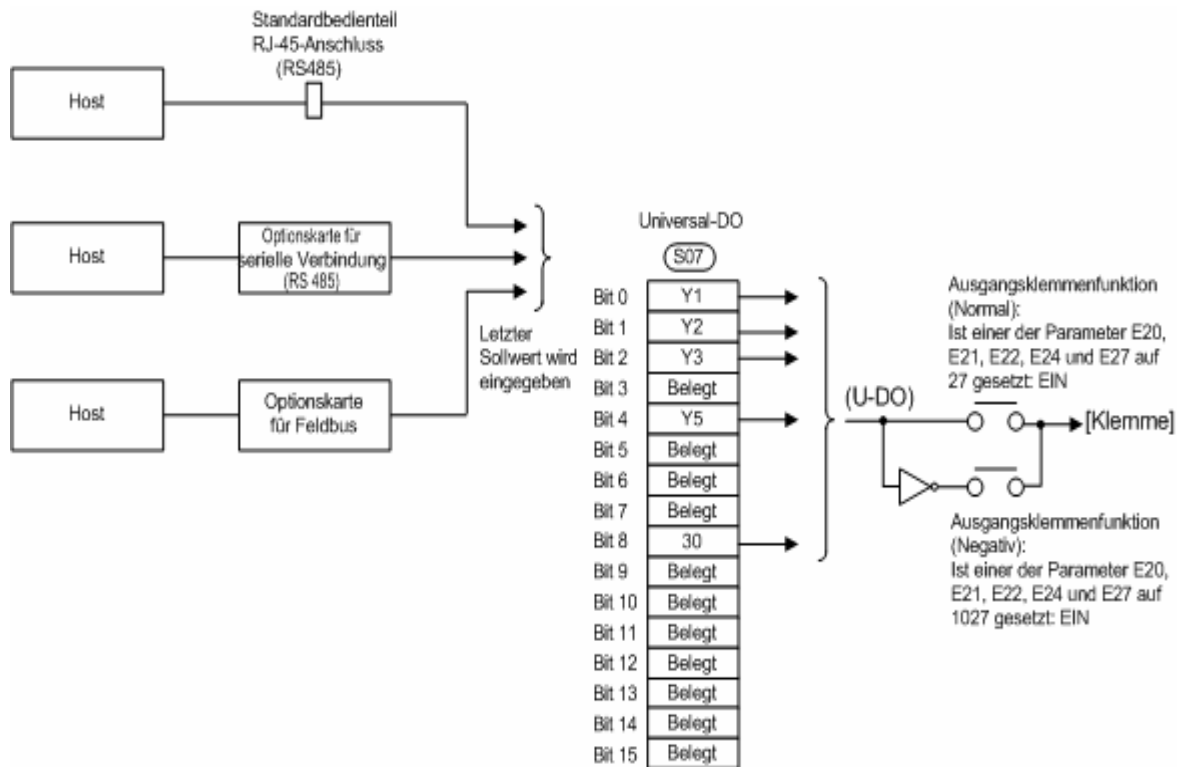 Standardbedienteil
RJ-45-Anschluss
(RS485)
Host
Host
Optionskarte für
serielle Verbindung
(RS 485)
Host
Optionskarte
für Feldbus
Letzter
Sollwert wird
eingegeben
Universal-DO
S07
Bit 0 Y1
Bit 1 Y2
Bit 2 Y3
Bit 3 Belegt
Bit 4 Y5
Bit 5 Belegt
Bit 6 Belegt
Bit 7 Belegt
Bit 8 30
Bit 9 Belegt
Bit 10 Belegt
Bit 11 Belegt
Bit 12 Belegt
Bit 13 Belegt
Bit 14 Belegt
Bit 15 Belegt
(U-DO)
Ausgangsklemmenfunktion
(Normal):
Ist einer der Parameter E20,
E21, E22, E24 und E27 auf
27 gesetzt: EIN
[Klemme]
Ausgangsklemmenfunktion
(Negativ):
Ist einer der Parameter E20,
E21, E22, E24 und E27 auf
1027 gesetzt: EIN